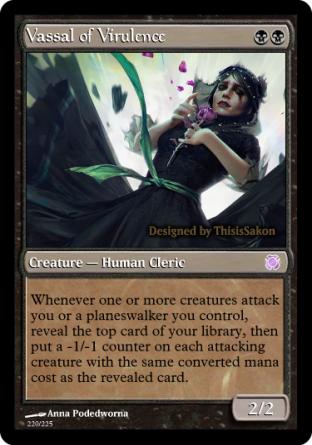 Vassal of Virulence
Designed by ThisisSakon
Creature — Human Cleric
Whenever one or more creatures attack
you or a planeswalker you control,
reveal the top card of your library, then
put a -1/-1 counter on each attacking
creature with the same converted mana
cost as the revealed card.
2/2
Anna Podedworna
220/225